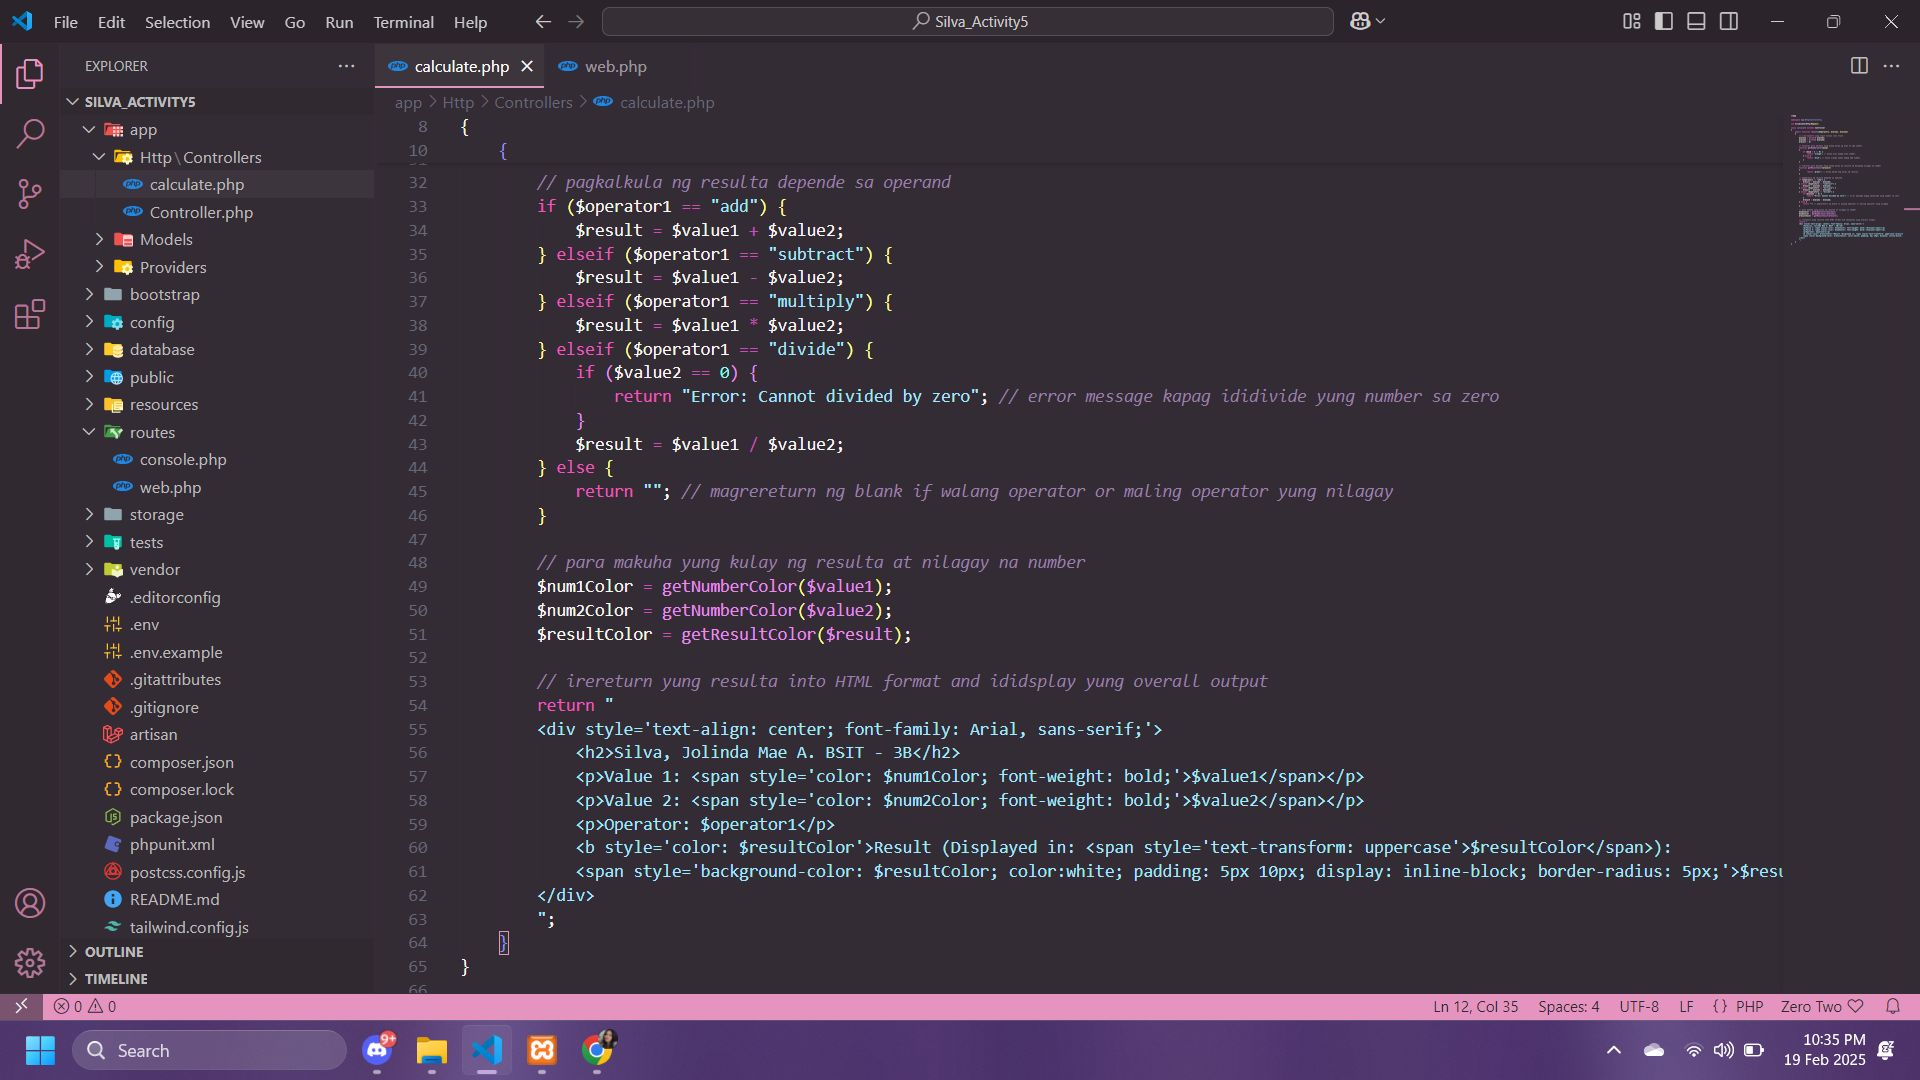 File Edit Selection View Go Run Terminal Help
Silva_Activity5
EXPLORER
SILVA_ACTIVITY5
app
Http\Controllers
calculate.php
Controller.php
Models
Providers
bootstrap
config
database
public
resources
routes
console.php
web.php
storage
tests
vendor
.editorconfig
.env
.env.example
.gitattributes
.gitignore
artisan
composer.json
composer.lock
package.json
phpunit.xml
postcss.config.js
README.md
tailwind.config.js
OUTLINE
TIMELINE
calculate.php web.php
app > Http > Controllers > calculate.php
8 {
10 {
32 // pagkalkula ng resulta depende sa operand
33 if ($operator1 == "add") {
34 $result = $value1 + $value2;
35 } elseif ($operator1 == "subtract") {
36 $result = $value1 - $value2;
37 } elseif ($operator1 == "multiply") {
38 $result = $value1 * $value2;
39 } elseif ($operator1 == "divide") {
40 if ($value2 == 0) {
41 return "Error: Cannot divided by zero"; // error message kapag ididivide yung number sa zero
42 }
43 $result = $value1 / $value2;
44 } else {
45 return ""; // magrereturn ng blank if walang operator or maling operator yung nilagay
46 }
47
48 // para makuha yung kulay ng resulta at nilagay na number
49 $num1Color = getNumberColor($value1);
50 $num2Color = getNumberColor($value2);
51 $resultColor = getResultColor($result);
52
53 // irereturn yung resulta into HTML format and ididsplay yung overall output
54 return "
55 <div style='text-align: center; font-family: Arial, sans-serif;'>
56 <h2>Silva, Jolinda Mae A. BSIT - 3B</h2>
57 <p>Value 1: <span style='color: $num1Color; font-weight: bold;'>$value1</span></p>
58 <p>Value 2: <span style='color: $num2Color; font-weight: bold;'>$value2</span></p>
59 <p>Operator: $operator1</p>
60 <b style='color: $resultColor'>Result (Displayed in: <span style='text-transform: uppercase'>$resultColor</span>):
61 <span style='background-color: $resultColor; color:white; padding: 5px 10px; display: inline-block; border-radius: 5px;'>$resu
62 </div>
63 ";
64 }
65 }
66
0 0
Ln 12, Col 35 Spaces: 4 UTF-8 LF {} PHP Zero Two
Search
9+
10:35 PM
19 Feb 2025